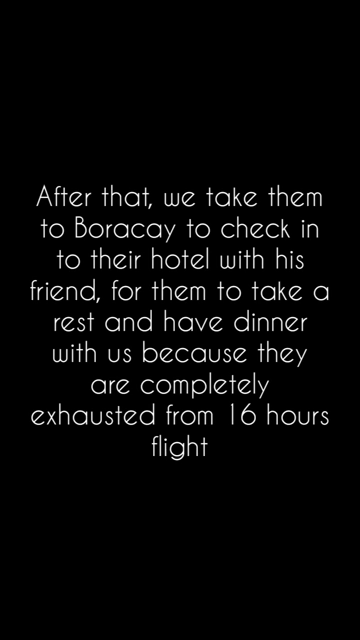 After that, we take them
to Boracay to check in
to their hotel with his
friend, for them to take a
rest and have dinner
with us because they
are completely
exhausted from 16 hours
flight